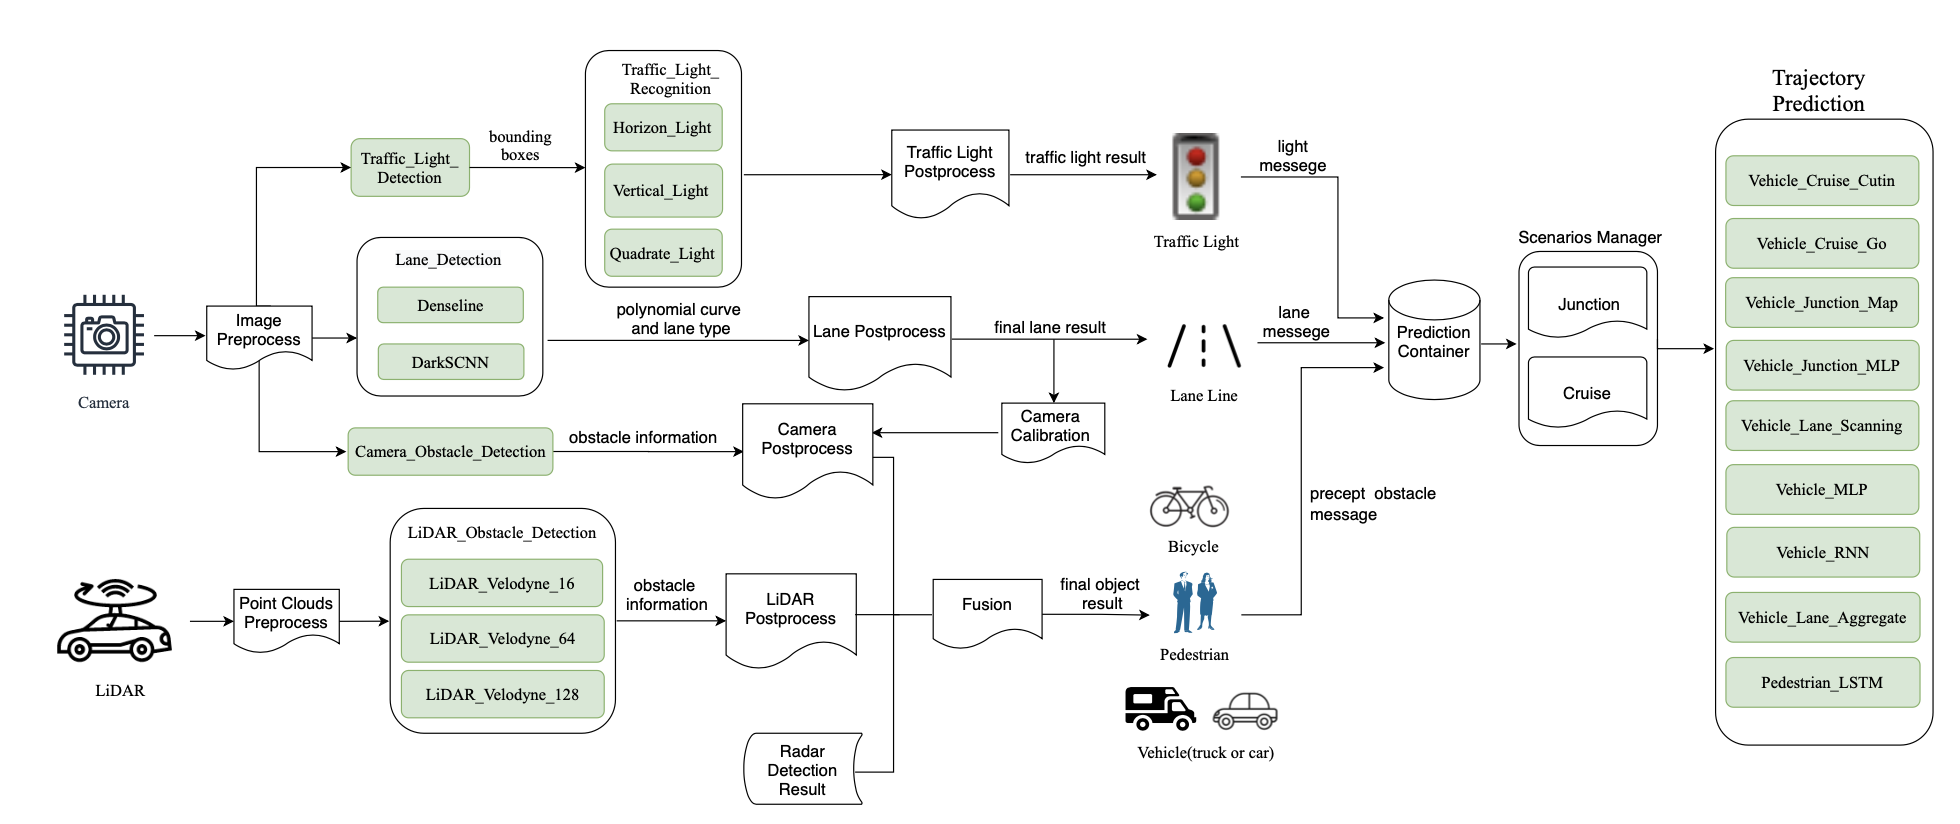 Traffic_Light_
Recognition
Horizon_Light
Vertical_Light
Quadrate_Light
bounding
boxes
Traffic_Light_
Detection
Traffic Light
Postprocess
traffic light result
Traffic Light
light
messege
Lane_Detection
Denseline
DarkSCNN
Image
Preprocess
Camera
polynomial curve
and lane type
Lane Postprocess
final lane result
Lane Line
lane
messege
Camera
Calibration
Camera
Postprocess
Camera_Obstacle_Detection
obstacle information
Prediction
Container
Scenarios Manager
Junction
Cruise
LiDAR_Obstacle_Detection
LiDAR_Velodyne_16
LiDAR_Velodyne_64
LiDAR_Velodyne_128
Point Clouds
Preprocess
LiDAR
obstacle
information
LiDAR
Postprocess
Radar
Detection
Result
Fusion
final object
result
Bicycle
Pedestrian
Vehicle(truck or car)
precept obstacle
message
Trajectory
Prediction
Vehicle_Cruise_Cutin
Vehicle_Cruise_Go
Vehicle_Junction_Map
Vehicle_Junction_MLP
Vehicle_Lane_Scanning
Vehicle_MLP
Vehicle_RNN
Vehicle_Lane_Aggregate
Pedestrian_LSTM